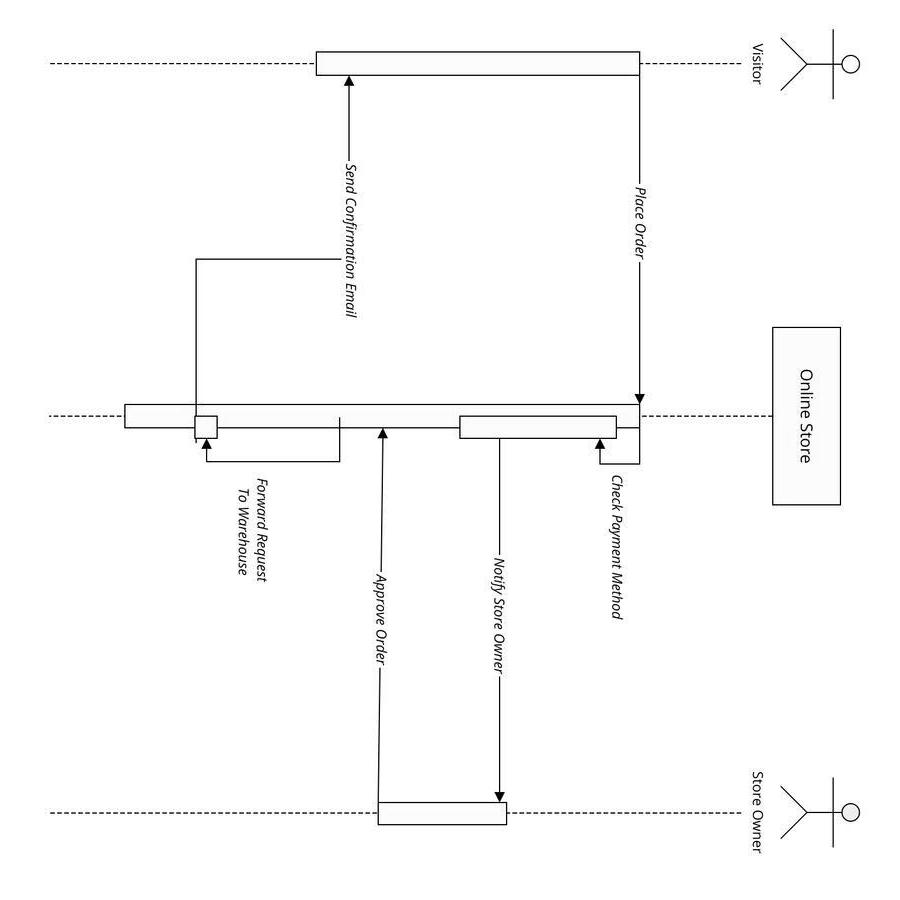 Visitor
Online Store
Store Owner
Place Order
Check Payment Method
Notify Store Owner
Approve Order
Send Confirmation Email
Forward Request
To Warehouse